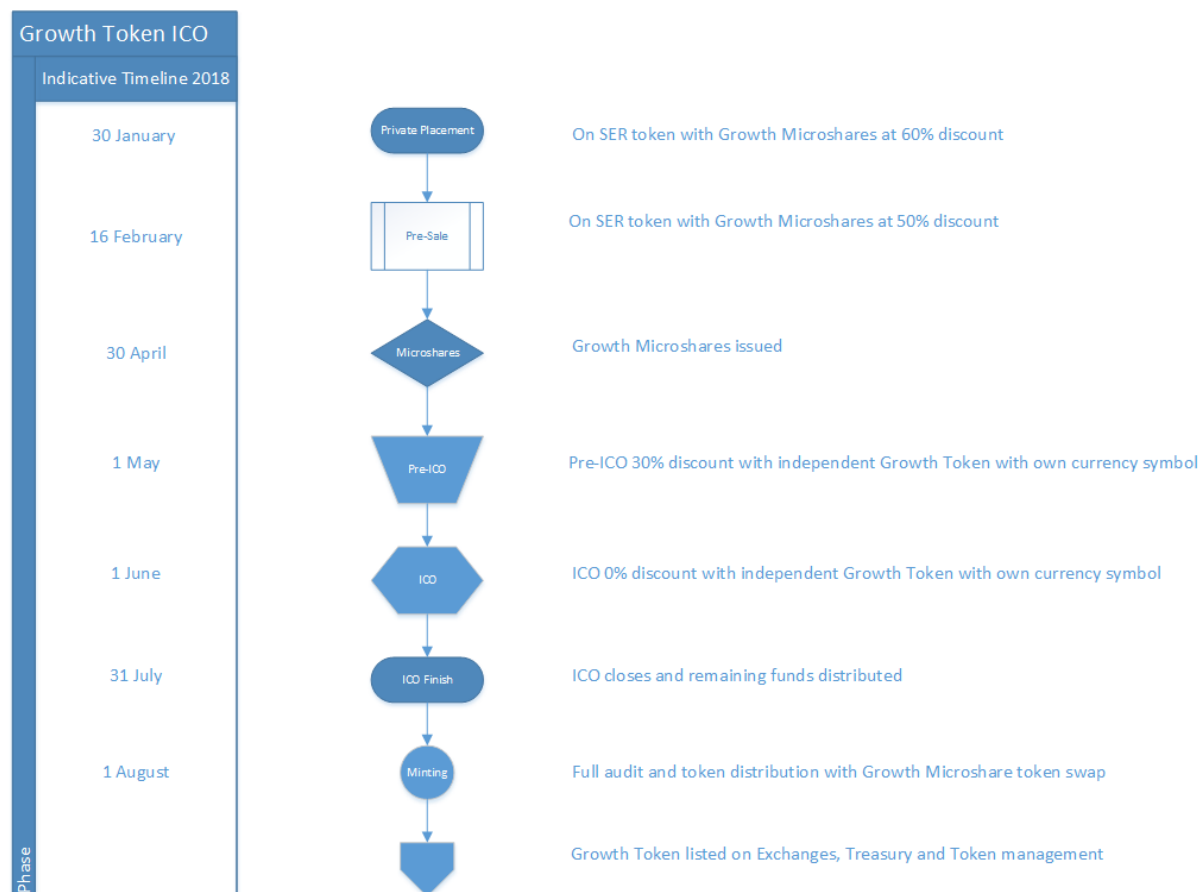 Growth Token ICO
Indicative Timeline 2018
30 January
Private Placement
On SER token with Growth Microshares at 60% discount
16 February
Pre-Sale
On SER token with Growth Microshares at 50% discount
30 April
Microshares
Growth Microshares issued
1 May
Pre-ICO
Pre-ICO 30% discount with independent Growth Token with own currency symbol
1 June
ICO
ICO 0% discount with independent Growth Token with own currency symbol
31 July
ICO Finish
ICO closes and remaining funds distributed
1 August
Minting
Full audit and token distribution with Growth Microshare token swap
Growth Token listed on Exchanges, Treasury and Token management
Phase